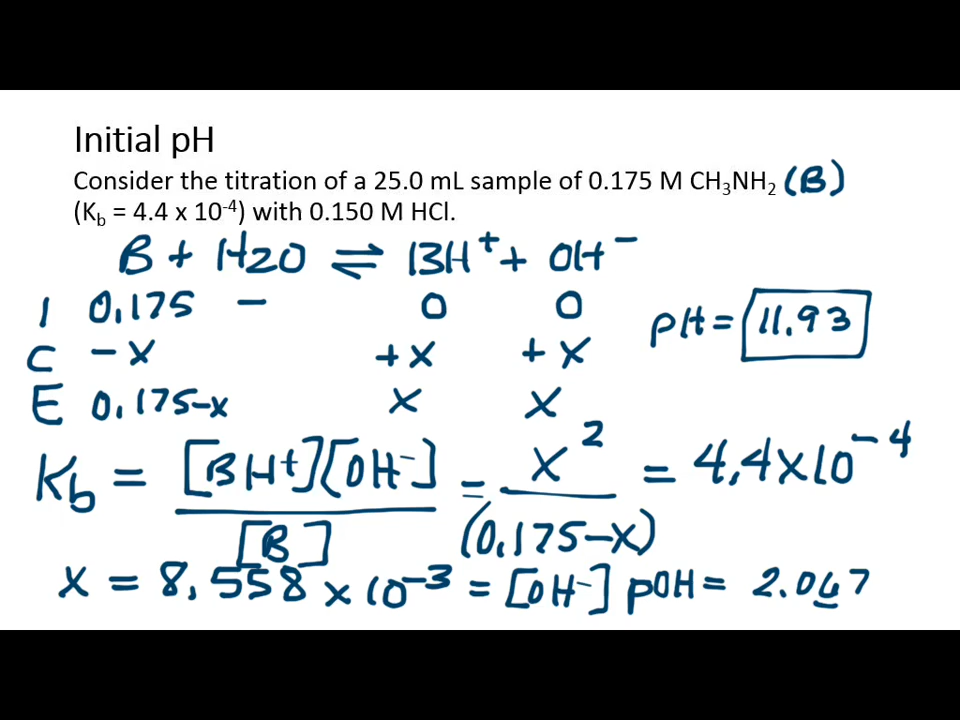 Initial pH
Consider the titration of a 25.0 mL sample of 0.175 M CH₃NH₂ (B)
(K_b = 4.4 x 10⁻⁴) with 0.150 M HCl.
B + H2O ⇌ BH⁺ + OH⁻
I 0.175 – 0 0
pH = 11.93
C –x +x +x
E 0.175–x x x
K_b = [BH⁺][OH⁻] / [B] = x² / (0.175–x) = 4.4x10⁻⁴
x = 8.558 x 10⁻³ = [OH⁻] pOH = 2.067